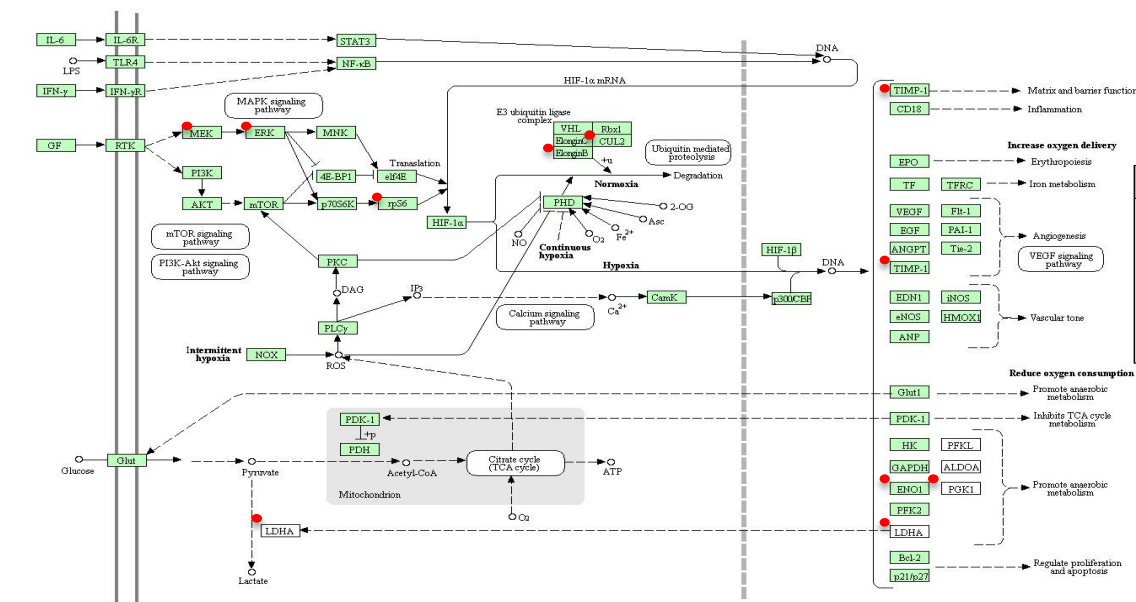 IL-6
IL-6R
STAT3
DNA
LPS
TLR4
NF-κB
IFN-γ
IFN-γR
HIF-1α mRNA
MAPK signaling
pathway
MEK
ERK
MNK
GF
RTK
PI3K
4E-BP1
elf4E
Translation
AKT
mTOR
p70S6K
rpS6
HIF-1α
mTOR signaling
pathway
PI3K-Akt signaling
pathway
E3 ubiquitin ligase
complex
VHL
Rbx1
ElonginC
CUL2
ElonginB
+u
Ubiquitin mediated
proteolysis
Normoxia
Degradation
PHD
2-OG
Asc
Fe2+
O2
NO
Continuous
hypoxia
Hypoxia
HIF-1β
DNA
PKC
DAG
IP3
Ca2+
CamK
p300/CBP
Calcium signaling
pathway
PLCγ
Intermittent
hypoxia
NOX
ROS
PDK-1
+p
PDH
Mitochondrion
Citrate cycle
(TCA cycle)
Acetyl-CoA
ATP
O2
Glucose
Glut
Pyruvate
LDHA
Lactate
TIMP-1
Matrix and barrier function
CD18
Inflammation
Increase oxygen delivery
EPO
Erythropoiesis
TF
TFRC
Iron metabolism
VEGF
Flt-1
EGF
PAI-1
Angiogenesis
ANGPT
Tie-2
VEGF signaling
pathway
TIMP-1
EDN1
iNOS
eNOS
HMOX1
Vascular tone
ANP
Reduce oxygen consumption
Glut1
Promote anaerobic
metabolism
PDK-1
Inhibits TCA cycle
metabolism
HK
PFKL
GAPDH
ALDOA
ENO1
PGK1
Promote anaerobic
metabolism
PFK2
LDHA
Bcl-2
p21/p27
Regulate proliferation
and apoptosis